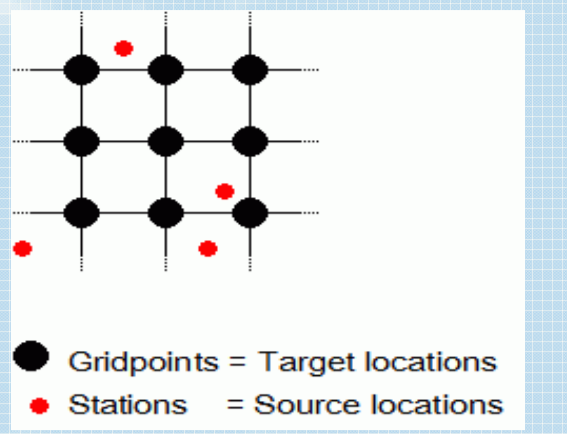 Gridpoints = Target locations
Stations = Source locations